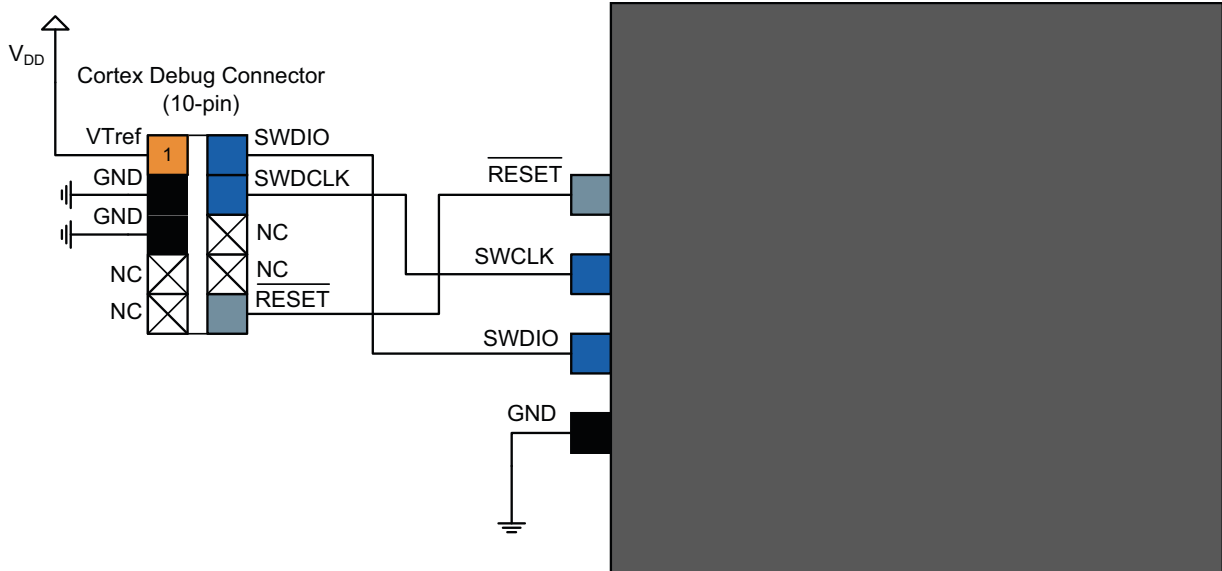 VDD
Cortex Debug Connector
(10-pin)
VTref
1
SWDIO
GND
SWDCLK
GND
NC
NC
NC
NC
RESET
RESET
SWCLK
SWDIO
GND